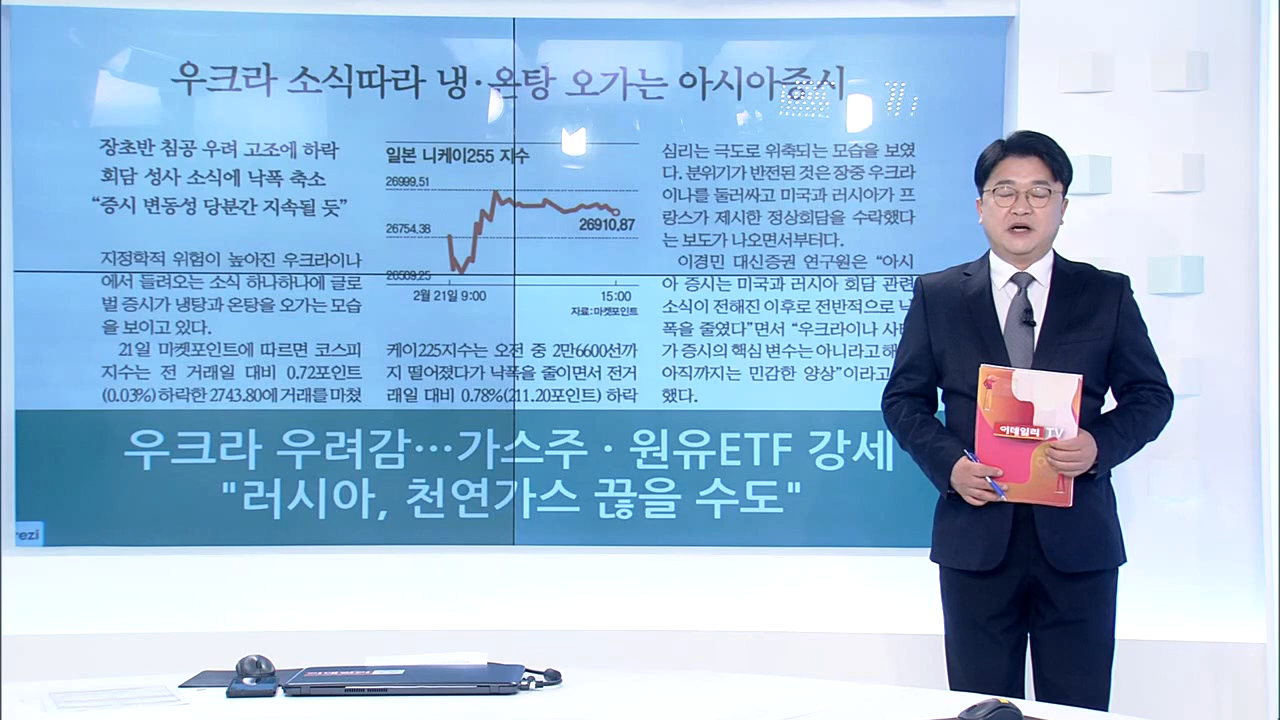 우크라 소식따라 냉·온탕 오가는 아시아증시
장초반 침공 우려 고조에 하락
회담 성사 소식에 낙폭 축소
“증시 변동성 당분간 지속될 듯”
지정학적 위험이 높아진 우크라이나
에서 들려오는 소식 하나하나에 글로
벌 증시가 냉탕과 온탕을 오가는 모습
을 보이고 있다.
21일 마켓포인트에 따르면 코스피
지수는 전 거래일 대비 0.72포인트
(0.03%) 하락한 2743.80에 거래를 마쳤
일본 니케이255 지수
26999.51
26754.38
26509.25
26910.87
2월 21일 9:00
15:00
자료:마켓포인트
케이225지수는 오전 중 2만6600선까
지 떨어졌다가 낙폭을 줄이면서 전거
래일 대비 0.78%(211.20포인트) 하락
심리는 극도로 위축되는 모습을 보였
다. 분위기가 반전된 것은 장중 우크라
이나를 둘러싸고 미국과 러시아가 프
랑스가 제시한 정상회담을 수락했다
는 보도가 나오면서부터다.
이경민 대신증권 연구원은 “아시
아 증시는 미국과 러시아 회담 관련
소식이 전해진 이후로 전반적으로 낙
폭을 줄였다”면서 “우크라이나 사태
가 증시의 핵심 변수는 아니라고 해
아직까지는 민감한 양상”이라고
했다.
우크라 우려감…가스주·원유ETF 강세
"러시아, 천연가스 끊을 수도"
rezi
이데일리 TV